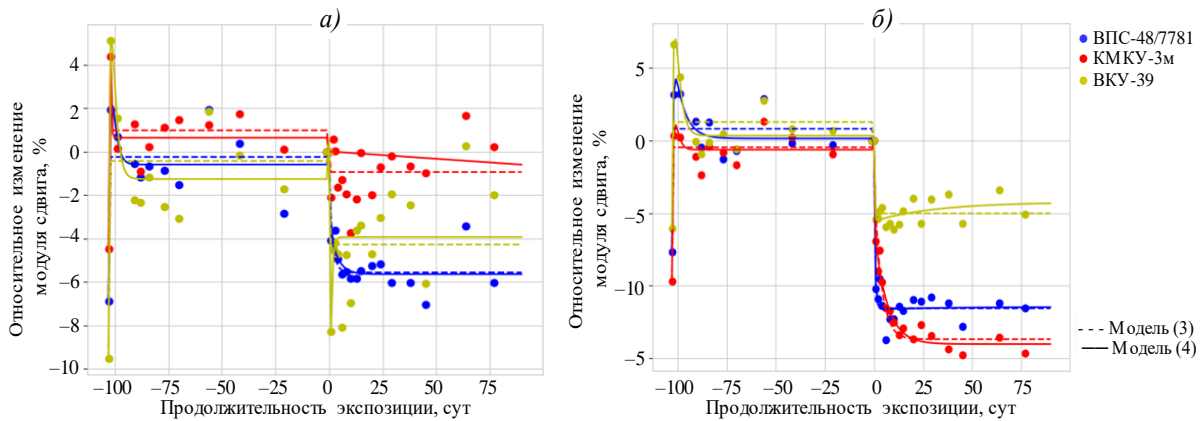 а)
Относительное изменение
модуля сдвига, %
4
2
0
−2
−4
−6
−8
−10
−100
−75
−50
−25
0
25
50
75
Продолжительность экспозиции, сут
б)
Относительное изменение
модуля сдвига, %
5
0
−5
−10
−5
−100
−75
−50
−25
0
25
50
75
Продолжительность экспозиции, сут
ВПС-48/7781
КМКУ-3м
ВКУ-39
Модель (3)
Модель (4)